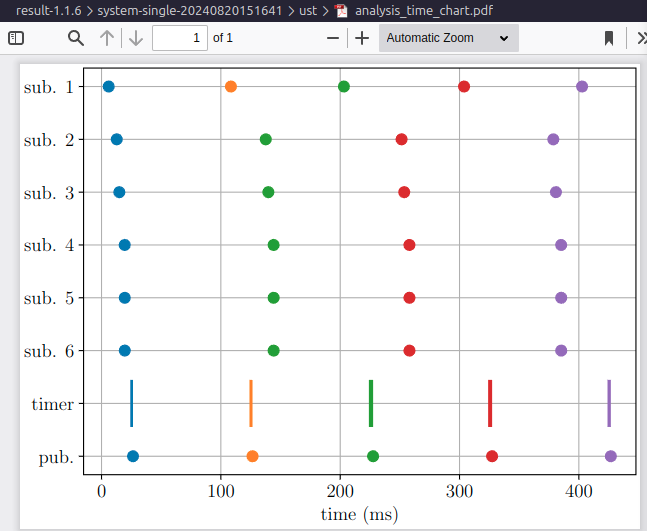 result-1.1.6 > system-single-20240820151641 > ust > analysis_time_chart.pdf
1 of 1 Automatic Zoom
sub. 1
sub. 2
sub. 3
sub. 4
sub. 5
sub. 6
timer
pub.
0 100 200 300 400
time (ms)